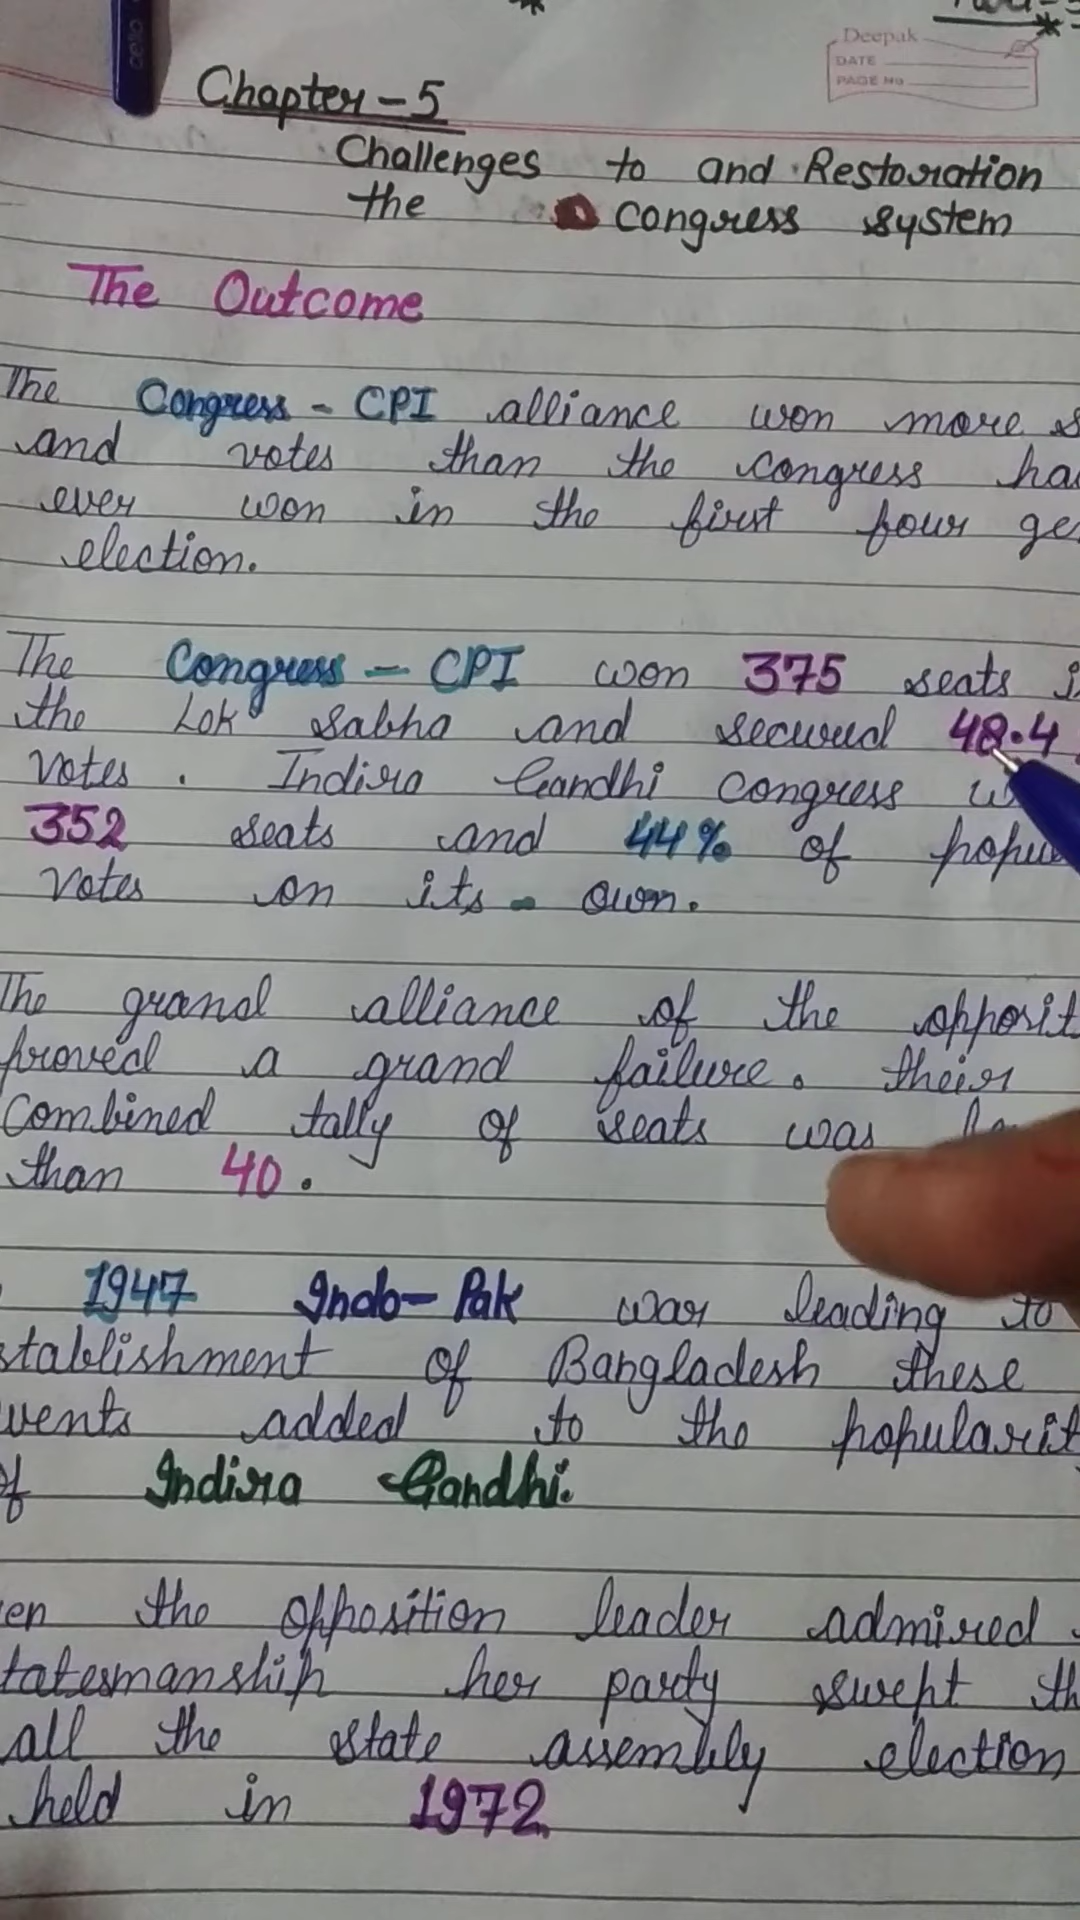 cello
Deepak
DATE
PAGE No
Chapter-5
Challenges to and Restoration
the Congress system
The Outcome
The Congress - CPI alliance won more
and votes than the congress
ever won in the first four
election.
The Congress - CPI won 375 seats
the Lok Sabha and secured 48.4
votes. Indira Gandhi congress
352 seats and 44% of
votes on its - own.
The grand alliance of the
proved a grand failure. their
Combined tally of seats was
than 40.
1947 Indo-Pak war leading to
stablishment of Bangladesh these
vents added to the popularit
of Indira Gandhi.
en the opposition leader admired
tatesmanship her party swept th
all the state assembly election
held in 1972